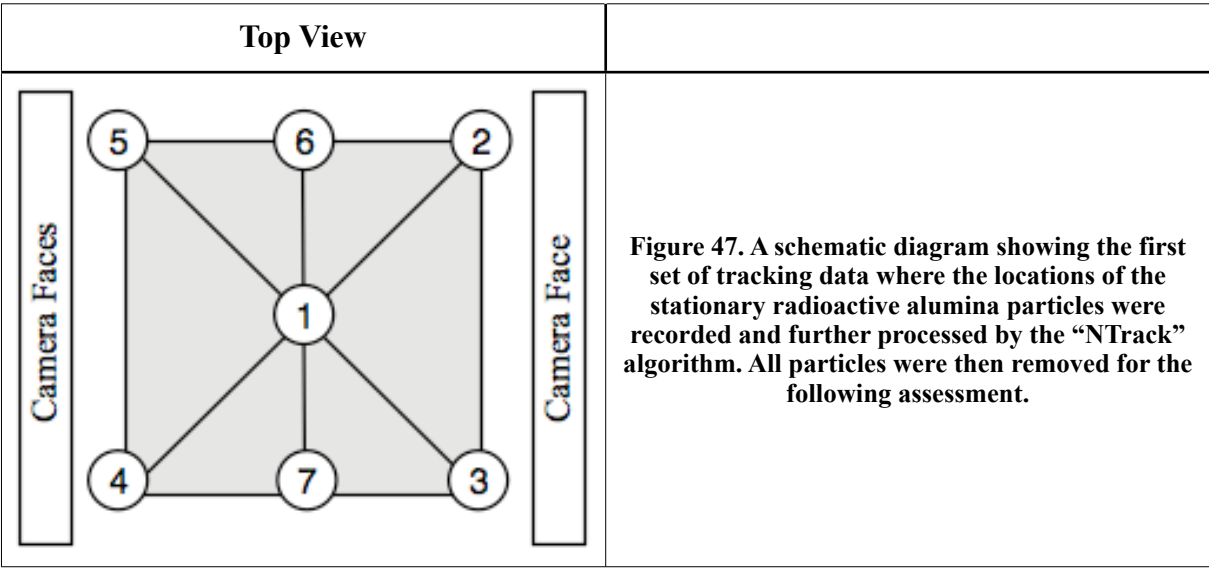 Top View
Camera Faces
5
6
2
1
4
7
3
Camera Face
Figure 47. A schematic diagram showing the first
set of tracking data where the locations of the
stationary radioactive alumina particles were
recorded and further processed by the “NTrack”
algorithm. All particles were then removed for the
following assessment.